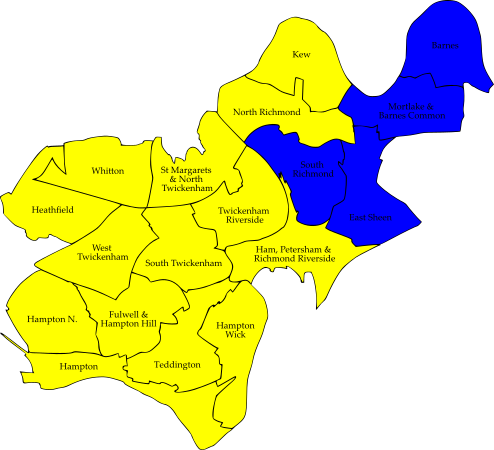 Barnes
Kew
Mortlake &
Barnes Common
North Richmond
South
Richmond
Whitton
St Margarets
& North
Twickenham
Heathfield
Twickenham
Riverside
East Sheen
West
Twickenham
South Twickenham
Ham, Petersham &
Richmond Riverside
Hampton N.
Fulwell &
Hampton Hill
Hampton
Wick
Hampton
Teddington